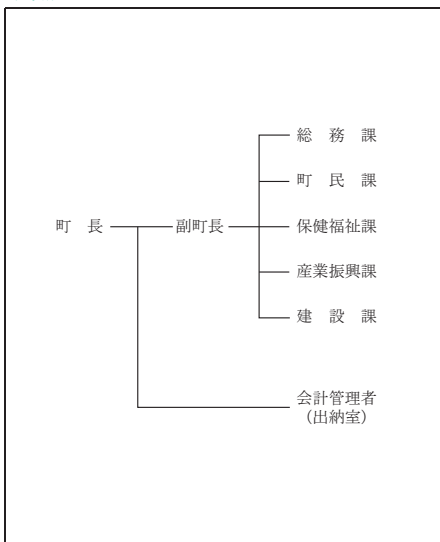 総務課
町民課
町長
副町長
保健福祉課
産業振興課
建設課
会計管理者
（出納室）